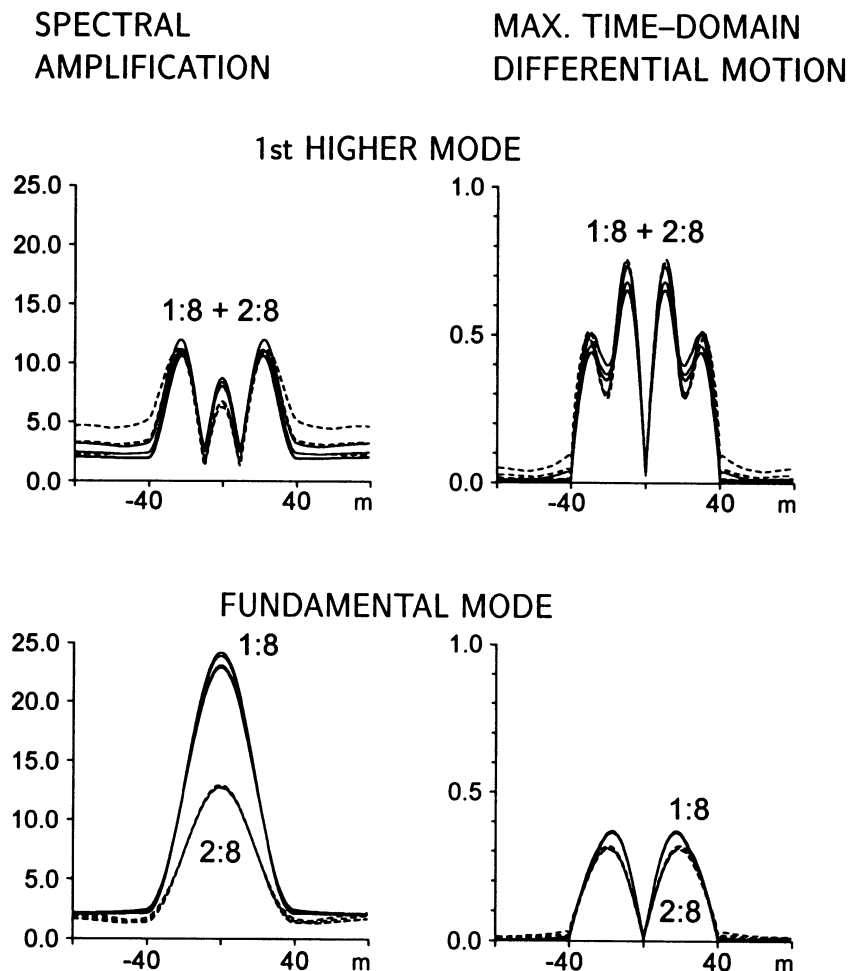 SPECTRAL
AMPLIFICATION
MAX. TIME–DOMAIN
DIFFERENTIAL MOTION
1st HIGHER MODE
25.0
20.0
15.0
10.0
5.0
0.0
1:8 + 2:8
-40
40
m
1.0
0.5
0.0
1:8 + 2:8
-40
40
m
FUNDAMENTAL MODE
25.0
20.0
15.0
10.0
5.0
0.0
1:8
2:8
-40
40
m
1.0
0.5
0.0
1:8
2:8
-40
40
m